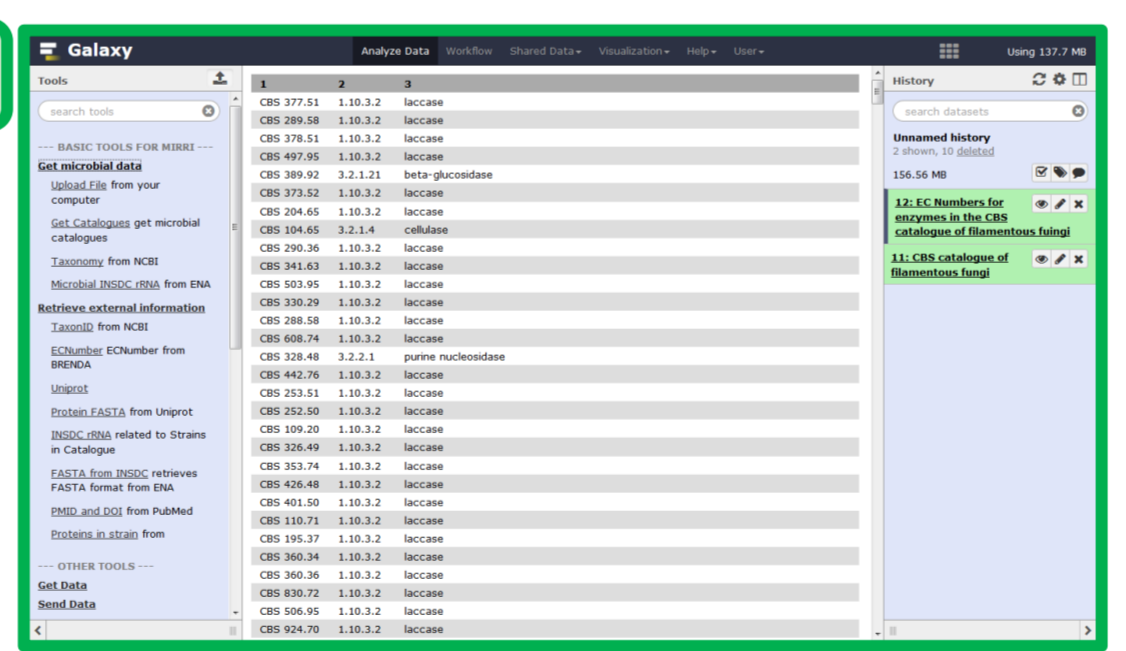 Galaxy
Analyze Data Workflow Shared Data Visualization Help User
Using 137.7 MB
Tools
search tools
--- BASIC TOOLS FOR MIRRI ---
Get microbial data
Upload File from your
computer
Get Catalogues get microbial
catalogues
Taxonomy from NCBI
Microbial INSDC rRNA from ENA
Retrieve external information
TaxonID from NCBI
ECNumber ECNumber from
BRENDA
Uniprot
Protein FASTA from Uniprot
INSDC rRNA related to Strains
in Catalogue
FASTA from INSDC retrieves
FASTA format from ENA
PMID and DOI from PubMed
Proteins in strain from
--- OTHER TOOLS ---
Get Data
Send Data
1 2 3
CBS 377.51 1.10.3.2 laccase
CBS 289.58 1.10.3.2 laccase
CBS 378.51 1.10.3.2 laccase
CBS 497.95 1.10.3.2 laccase
CBS 389.92 3.2.1.21 beta-glucosidase
CBS 373.52 1.10.3.2 laccase
CBS 204.65 1.10.3.2 laccase
CBS 104.65 3.2.1.4 cellulase
CBS 290.36 1.10.3.2 laccase
CBS 341.63 1.10.3.2 laccase
CBS 503.95 1.10.3.2 laccase
CBS 330.29 1.10.3.2 laccase
CBS 288.58 1.10.3.2 laccase
CBS 608.74 1.10.3.2 laccase
CBS 328.48 3.2.2.1 purine nucleosidase
CBS 442.76 1.10.3.2 laccase
CBS 253.51 1.10.3.2 laccase
CBS 252.50 1.10.3.2 laccase
CBS 109.20 1.10.3.2 laccase
CBS 326.49 1.10.3.2 laccase
CBS 353.74 1.10.3.2 laccase
CBS 426.48 1.10.3.2 laccase
CBS 401.50 1.10.3.2 laccase
CBS 110.71 1.10.3.2 laccase
CBS 195.37 1.10.3.2 laccase
CBS 360.34 1.10.3.2 laccase
CBS 360.36 1.10.3.2 laccase
CBS 830.72 1.10.3.2 laccase
CBS 506.95 1.10.3.2 laccase
CBS 924.70 1.10.3.2 laccase
History
search datasets
Unnamed history
2 shown, 10 deleted
156.56 MB
12: EC Numbers for
enzymes in the CBS
catalogue of filamentous fuingi
11: CBS catalogue of
filamentous fungi